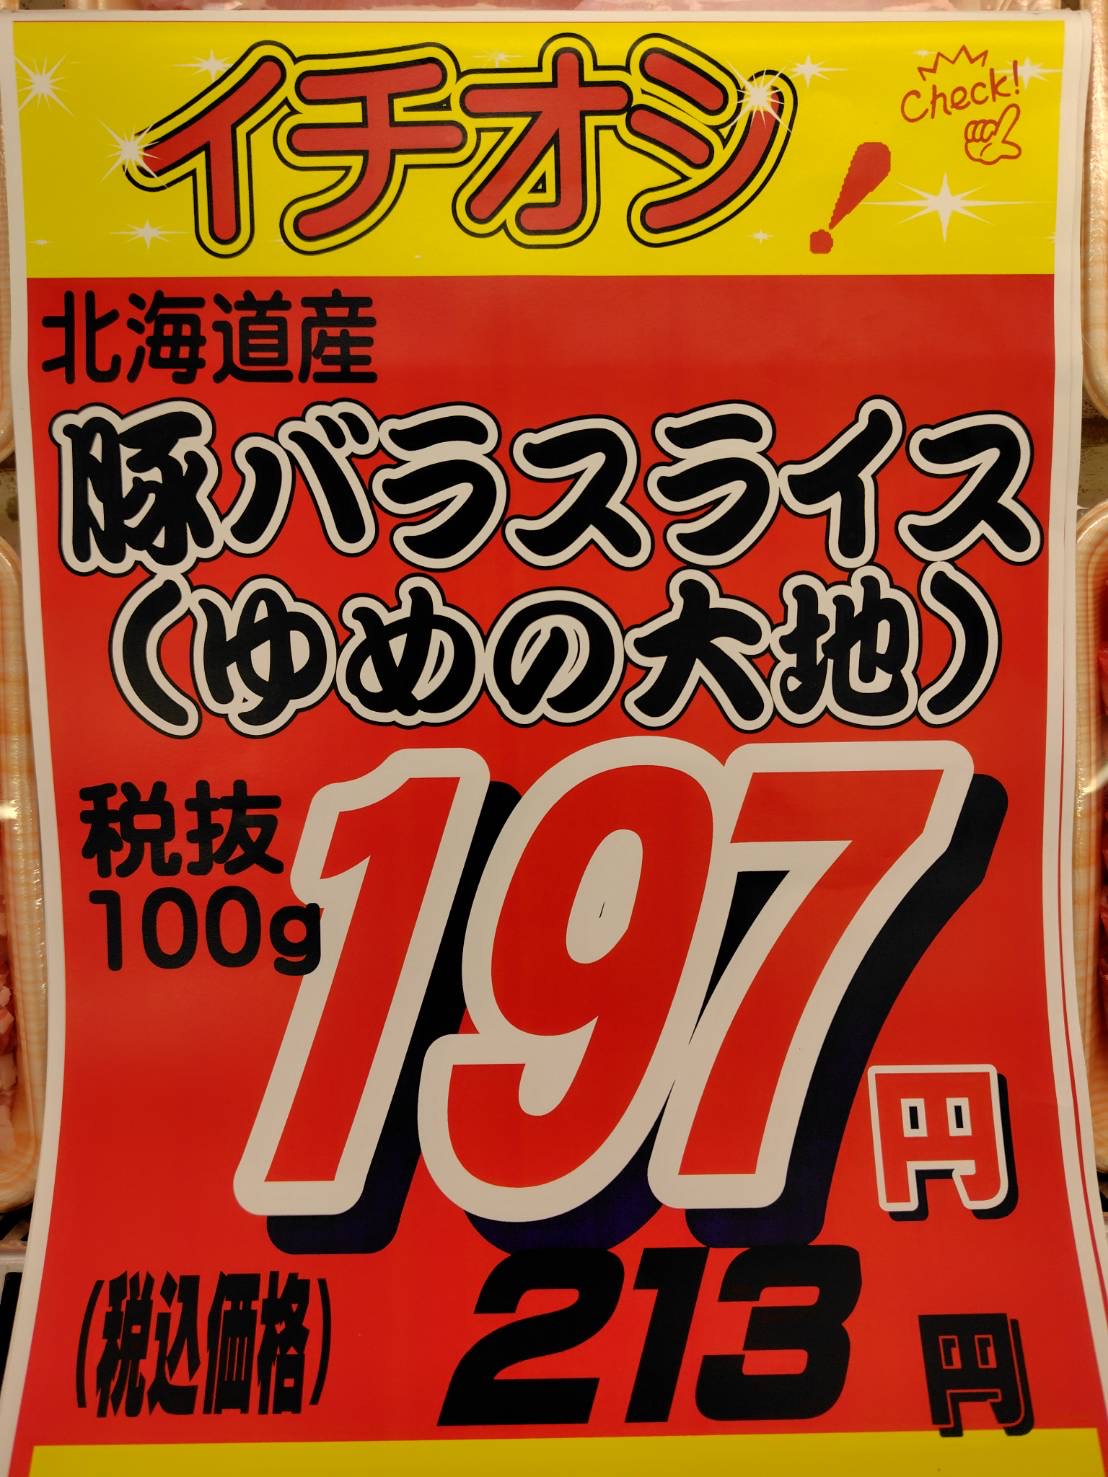 イチオシ!
Check!
北海道産
豚バラスライス
(ゆめの大地)
税抜
100g
197円
(税込価格) 213円